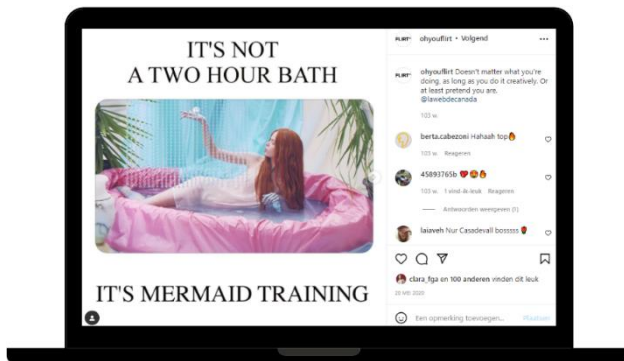 IT'S NOT
A TWO HOUR BATH
IT'S MERMAID TRAINING
FLIRT
ohyouflirt • Volgend
FLIRT
ohyouflirt Doesn't matter what you're
doing, as long as you do it creatively. Or
at least pretend you are.
@lawebdecanada
103 w.
berta.cabezoni Hahaah top🔥
103 w. Reageren
45893765b ❤️😍🔥
103 w. 1 vind-ik-leuk Reageren
Antwoorden weergeven (1)
laiaveh Nur Casadevall bosssss🌹
clara_fga en 100 anderen vinden dit leuk
Een opmerking toevoegen...
Plaatsen